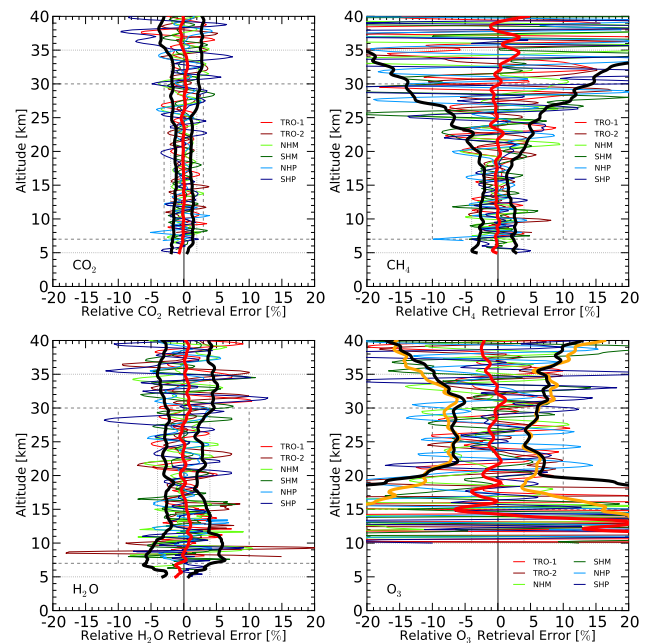 40
35
30
25
20
15
10
5
0
Altitude [km]
TRO-1
TRO-2
NHM
SHM
NHP
SHP
CO2
-20 -15 -10 -5 0 5 10 15 20
Relative CO2 Retrieval Error [%]
40
35
30
25
20
15
10
5
0
Altitude [km]
TRO-1
TRO-2
NHM
SHM
NHP
SHP
CH4
-20 -15 -10 -5 0 5 10 15 20
Relative CH4 Retrieval Error [%]
40
35
30
25
20
15
10
5
0
Altitude [km]
TRO-1
TRO-2
NHM
SHM
NHP
SHP
H2O
-20 -15 -10 -5 0 5 10 15 20
Relative H2O Retrieval Error [%]
40
35
30
25
20
15
10
5
0
Altitude [km]
TRO-1 SHM
TRO-2 NHP
NHM SHP
O3
-20 -15 -10 -5 0 5 10 15 20
Relative O3 Retrieval Error [%]